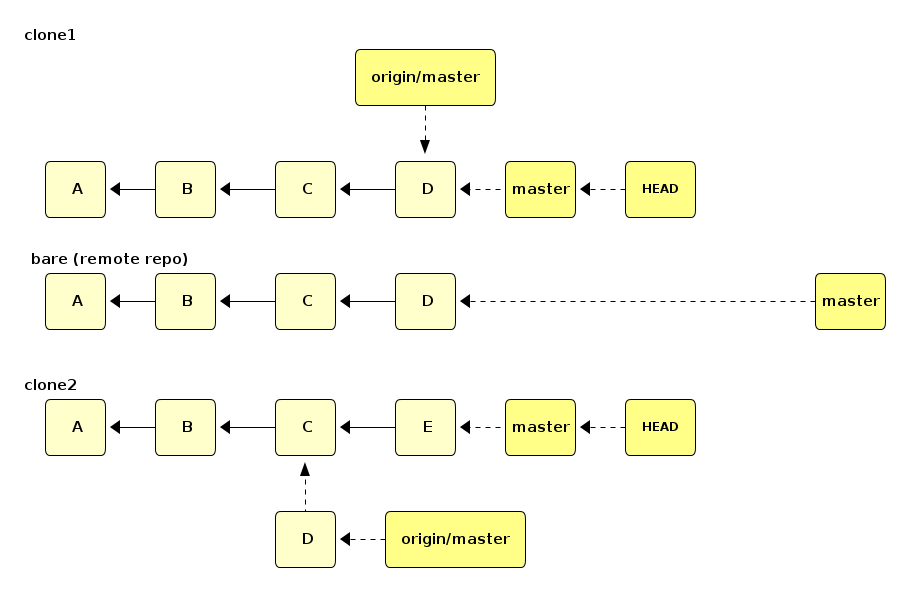 clone1
origin/master
A B C D master HEAD
bare (remote repo)
A B C D master
clone2
A B C E master HEAD
D origin/master